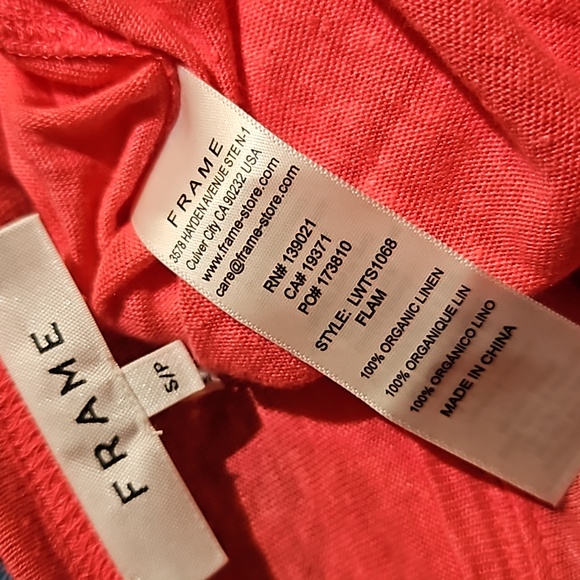 FRAME
3578 HAYDEN AVENUE STE N-1
Culver City CA 90232 USA
www.frame-store.com
care@frame-store.com
RN# 139021
CA# 19371
PO# 173810
STYLE: LWTS1068
FLAM
100% ORGANIC LINEN
100% ORGANIQUE LIN
100% ORGÁNICO LINO
MADE IN CHINA
FRAME
S/P